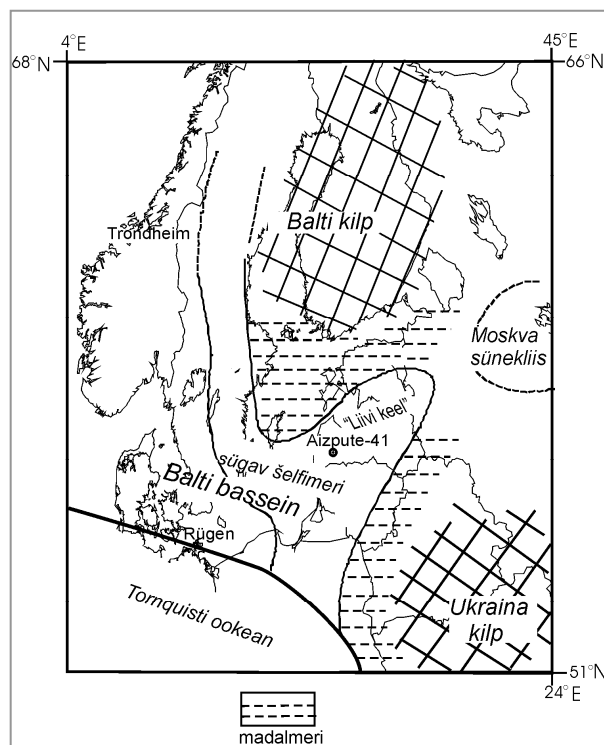 4°E
45°E
68°N
66°N
Trondheim
Balti kilp
Moskva
sünekliis
"Liivi keel"
Aizpute-41
sügav šelfimeri
Balti bassein
Rügen
Tornquisti ookean
Ukraina
kilp
51°N
24°E
madalmeri